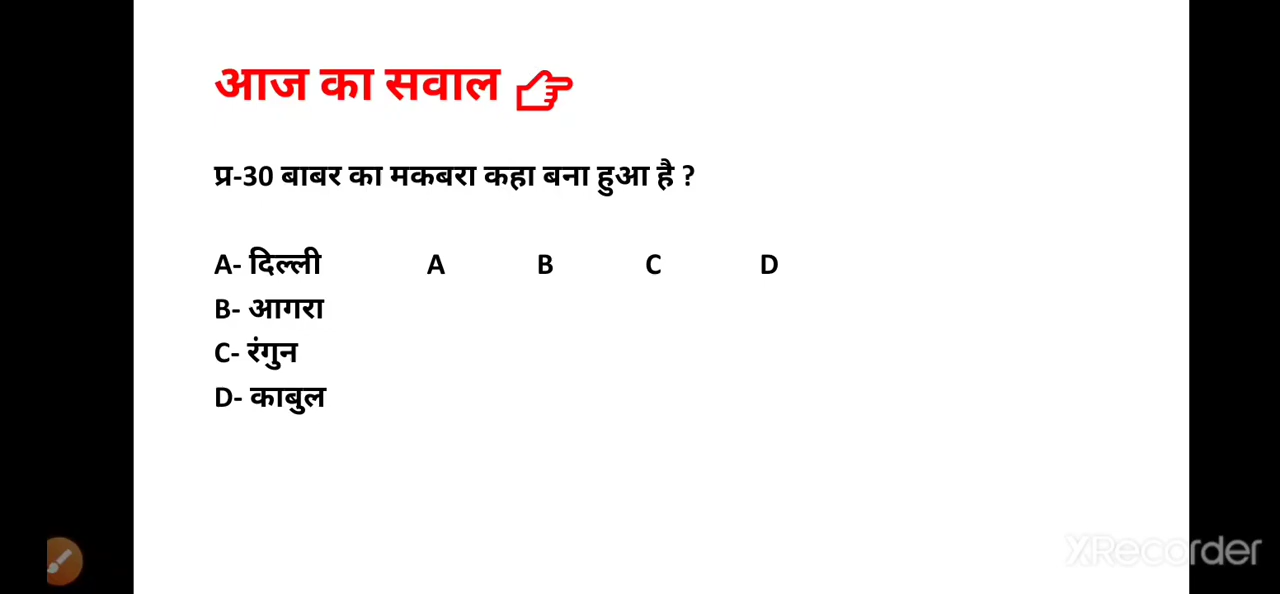 आज का सवाल
प्र-30 बाबर का मकबरा कहा बना हुआ है ?
A- दिल्ली A B C D
B- आगरा
C- रंगुन
D- काबुल
XRecorder